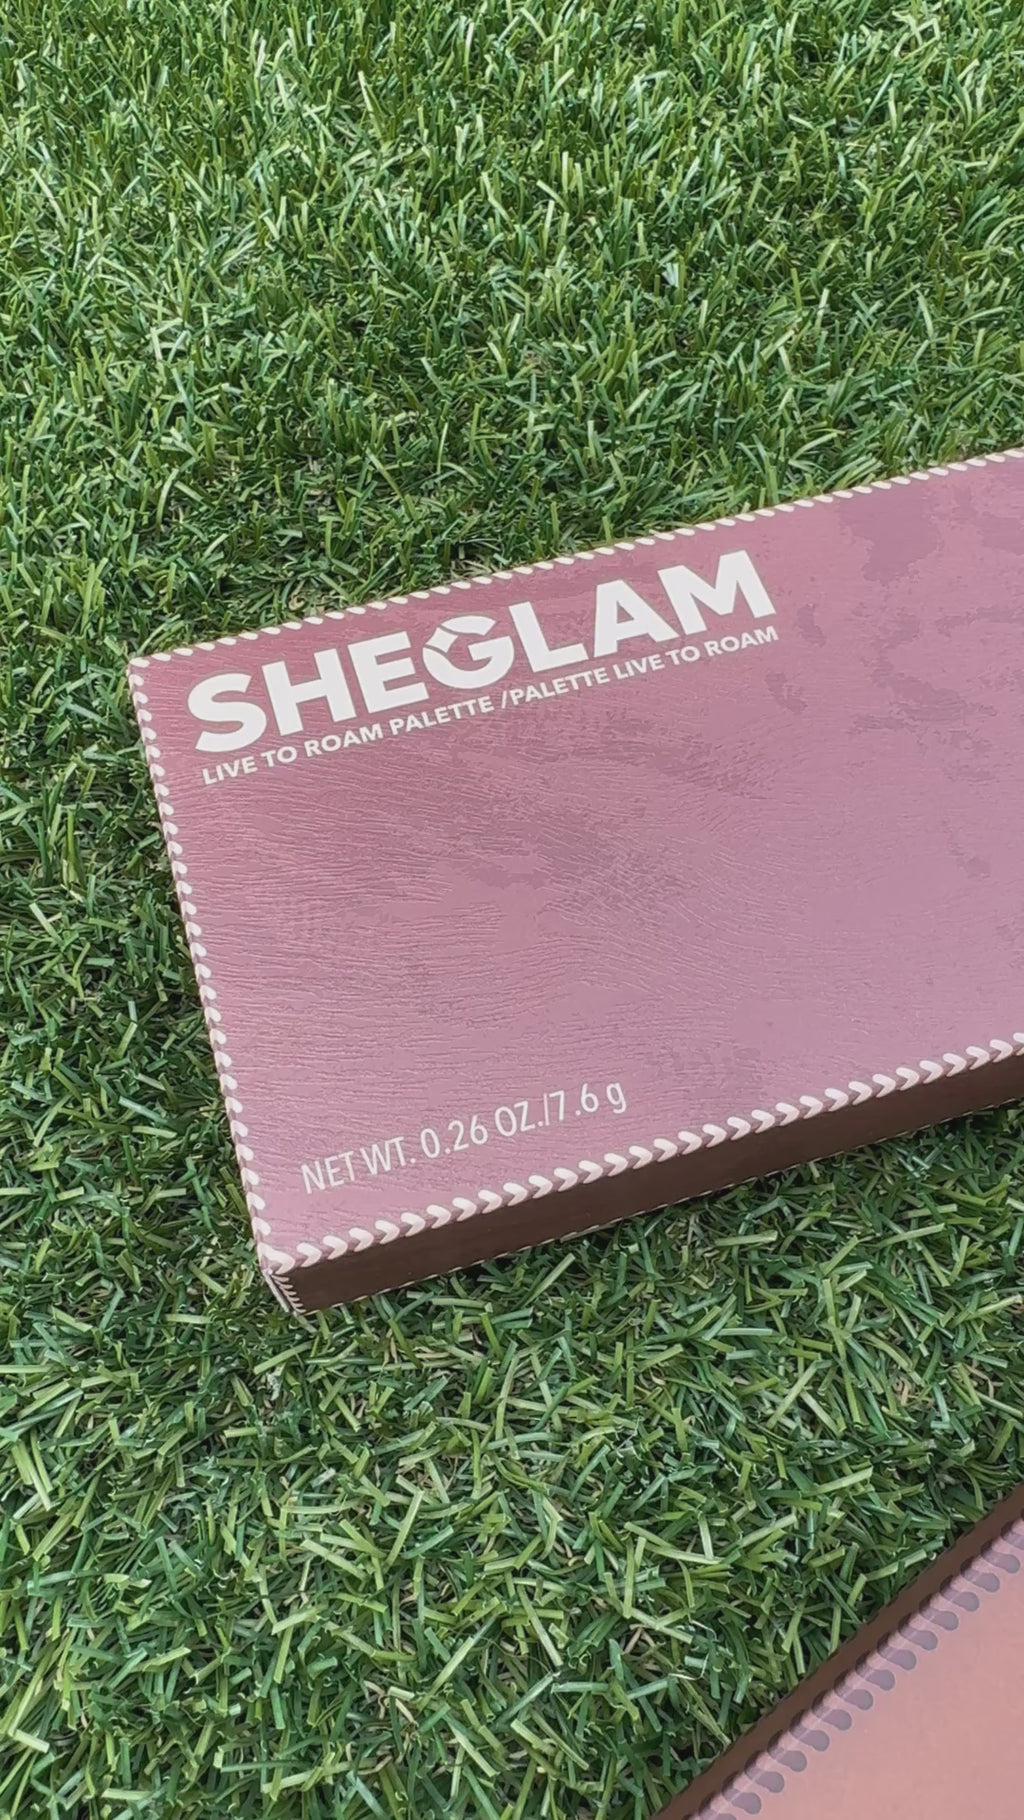 SHEGLAM
LIVE TO ROAM PALETTE /PALETTE LIVE TO ROAM
NET WT. 0.26 OZ./7.6 g